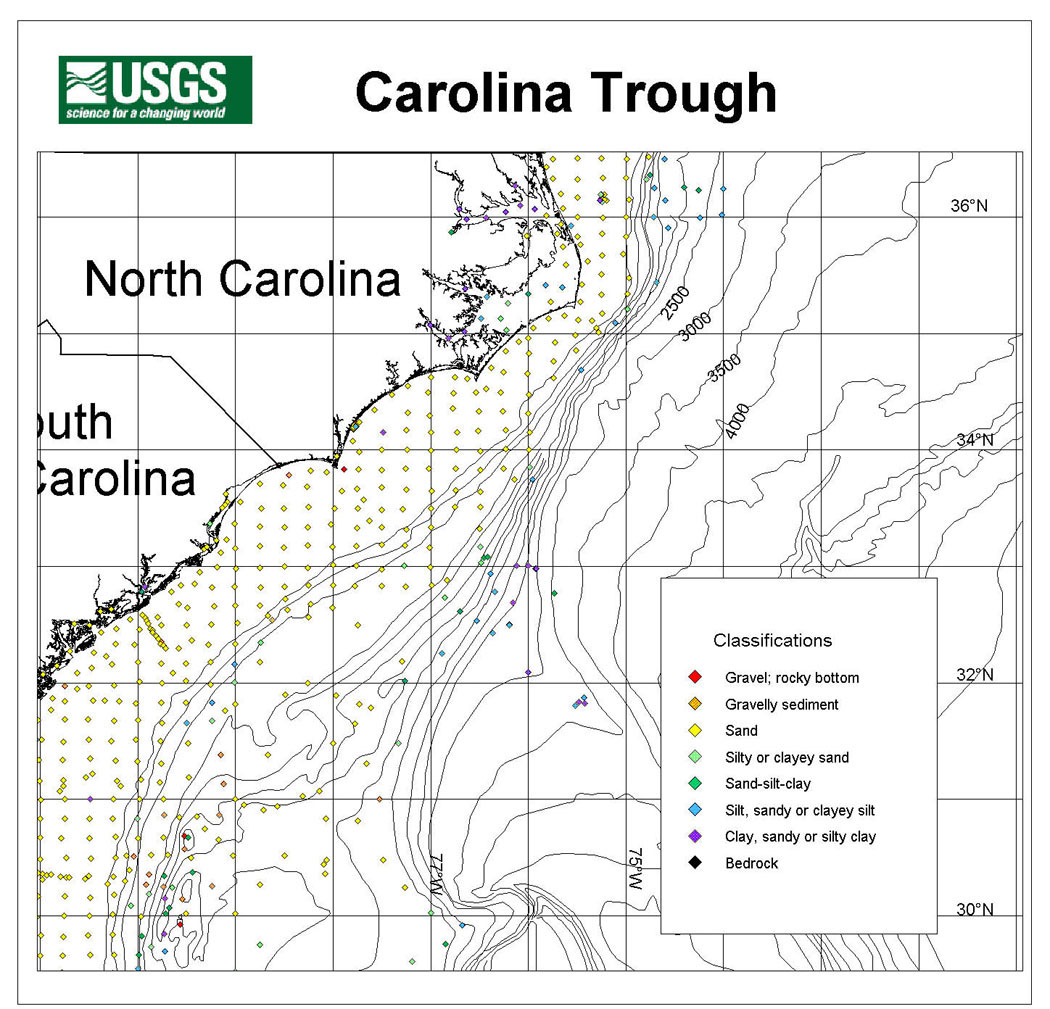 USGS
science for a changing world
Carolina Trough
36°N
North Carolina
2500
3000
3500
4000
outh
Carolina
34°N
Classifications
Gravel; rocky bottom
32°N
Gravelly sediment
Sand
Silty or clayey sand
Sand-silt-clay
Silt, sandy or clayey silt
Clay, sandy or silty clay
Bedrock
77°W
75°W
30°N